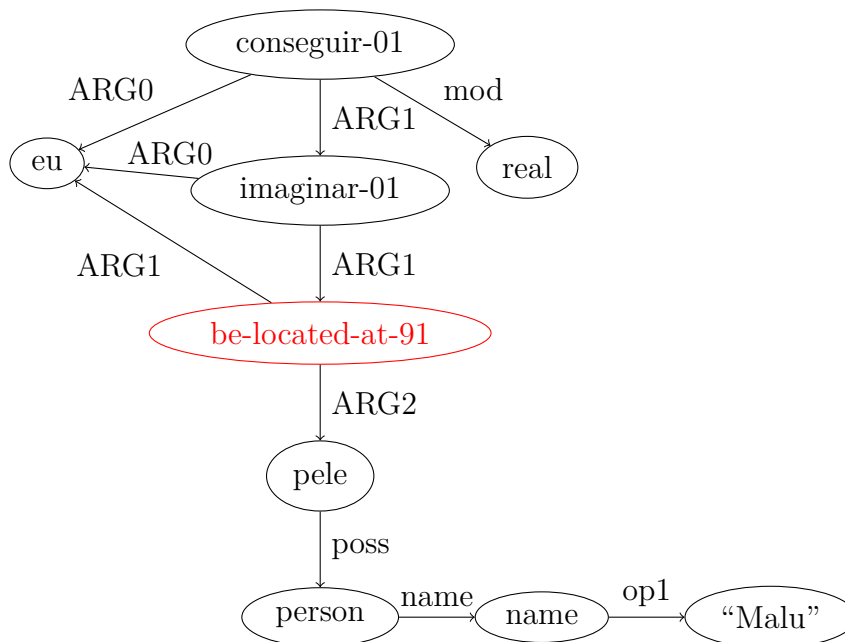 conseguir-01
ARG0
mod
ARG1
eu
ARG0
real
imaginar-01
ARG1
ARG1
be-located-at-91
ARG2
pele
poss
person
name
name
op1
“Malu”